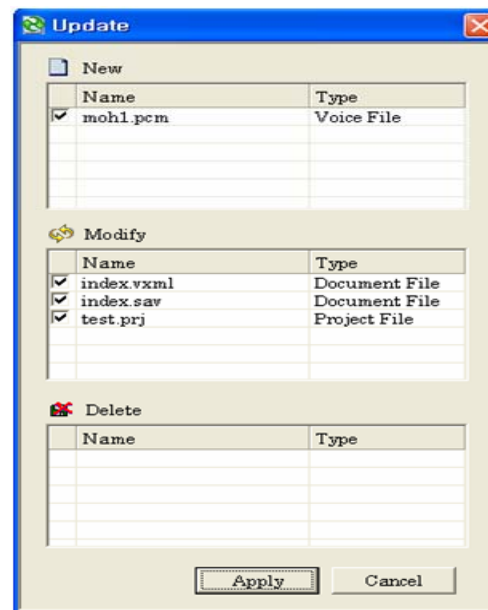 Update
New
Name Type
moh1.pcm Voice File
Modify
Name Type
index.vxml Document File
index.sav Document File
test.prj Project File
Delete
Name Type
Apply Cancel